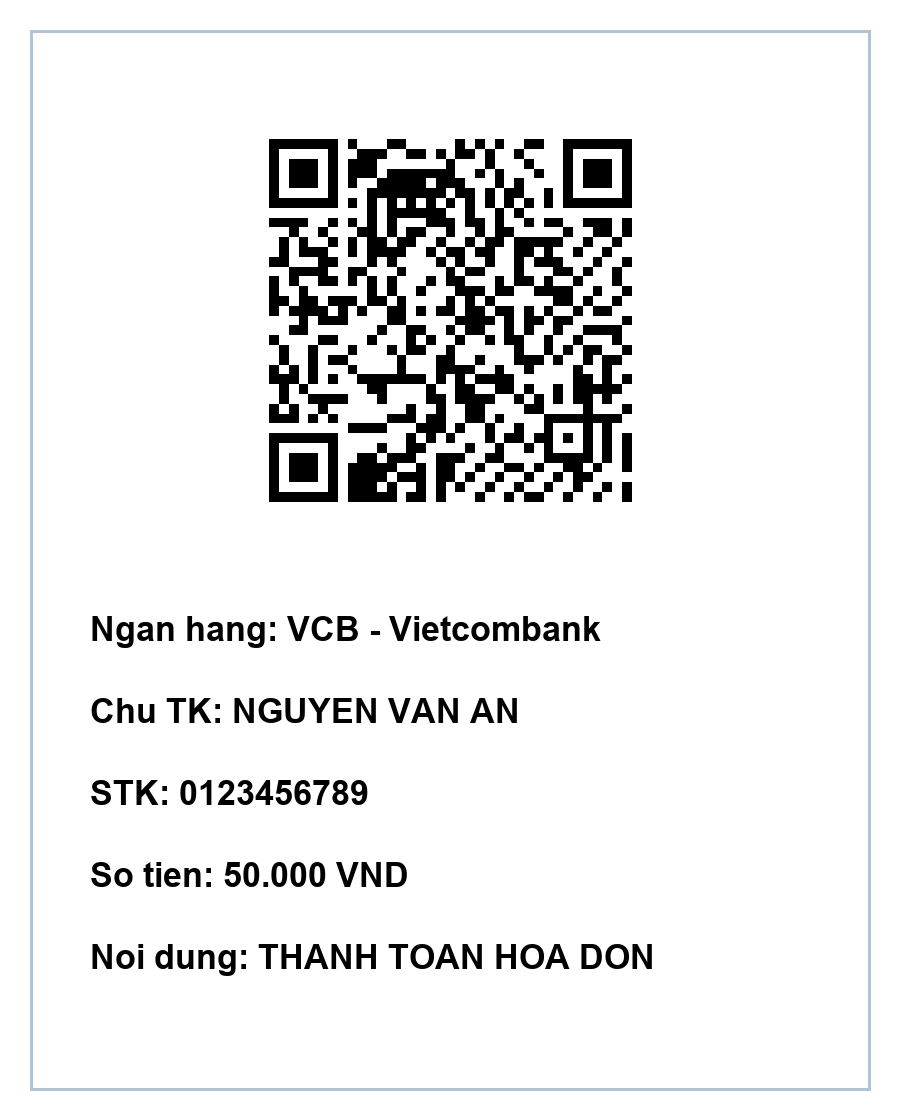 Ngan hang: VCB - Vietcombank
Chu TK: NGUYEN VAN AN
STK: 0123456789
So tien: 50.000 VND
Noi dung: THANH TOAN HOA DON